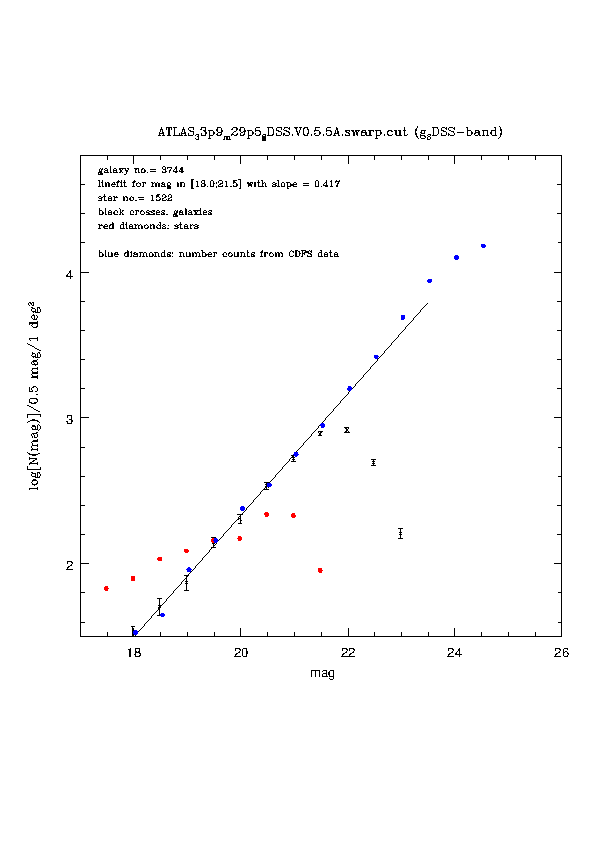 ATLAS_33p9_m29p5_gDSS.V0.5.5A.swarp.cut (g_SDSS-band)
galaxy no.= 3744
linefit for mag in [18.0;21.5] with slope = 0.417
star no.= 1522
black crosses: galaxies
red diamonds: stars
blue diamonds: number counts from CDFS data
log[N(mag)]/0.5 mag/1 deg²
4
3
2
18 20 22 24 26
mag